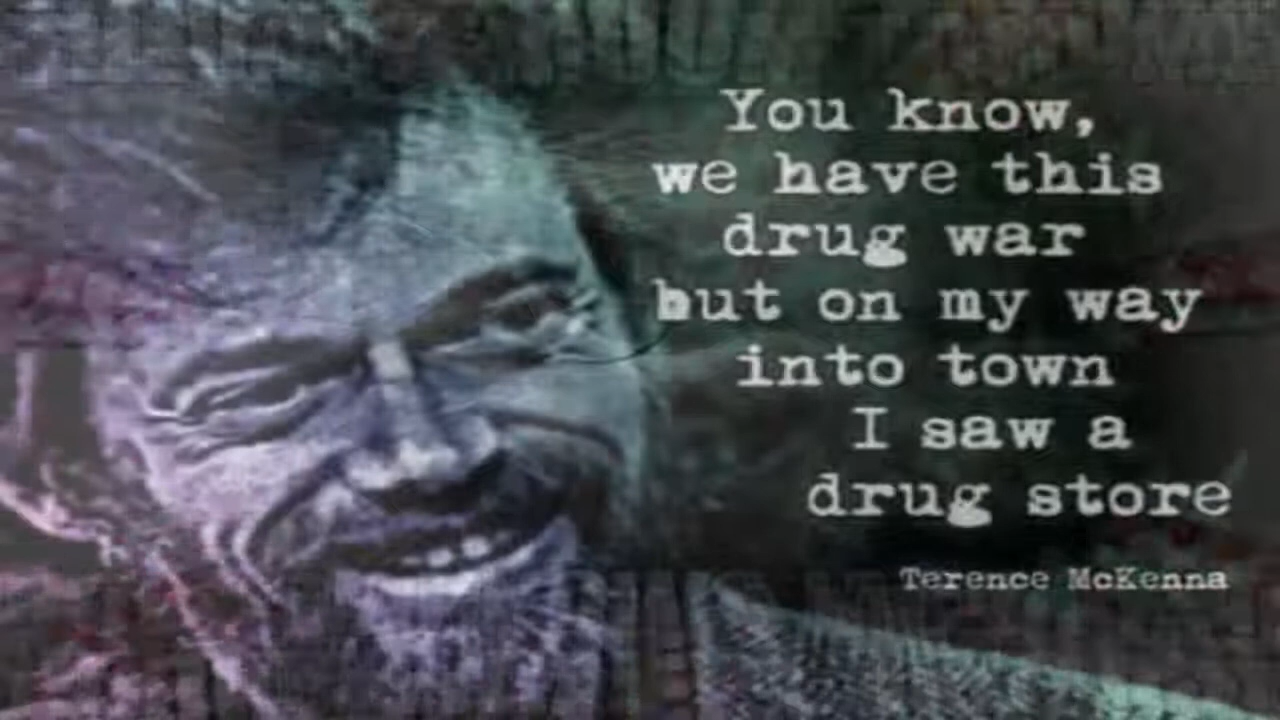 You know,
we have this
drug war
but on my way
into town
I saw a
drug store
Terence McKenna